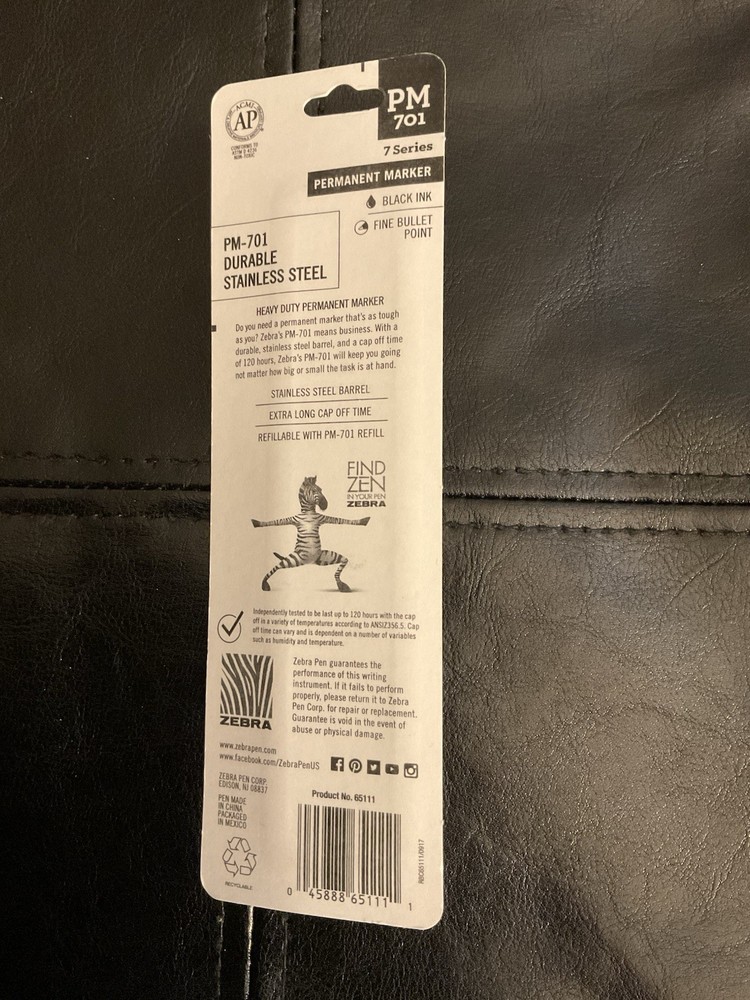 ACMI
AP
CONFORMS TO
ASTM D 4236
NON-TOXIC
PM
701
7 Series
PERMANENT MARKER
BLACK INK
FINE BULLET
POINT
PM-701
DURABLE
STAINLESS STEEL
HEAVY DUTY PERMANENT MARKER
Do you need a permanent marker that's as tough
as you? Zebra's PM-701 means business. With a
durable, stainless steel barrel, and a cap off time
of 120 hours, Zebra's PM-701 will keep you going
not matter how big or small the task is at hand.
STAINLESS STEEL BARREL
EXTRA LONG CAP OFF TIME
REFILLABLE WITH PM-701 REFILL
FIND
ZEN
IN YOUR PEN
ZEBRA
Independently tested to be last up to 120 hours with the cap
off in a variety of temperatures according to ANSIZ356.5. Cap
off time can vary and is dependent on a number of variables
such as humidity and temperature.
ZEBRA
Zebra Pen guarantees the
performance of this writing
instrument. If it fails to perform
properly, please return it to Zebra
Pen Corp. for repair or replacement.
Guarantee is void in the event of
abuse or physical damage.
www.zebrapen.com
www.facebook.com/ZebraPenUS
ZEBRA PEN CORP
EDISON, NJ 08837
PEN MADE
IN CHINA
PACKAGED
IN MEXICO
RECYCLABLE
Product No. 65111
0 45888 65111 1
RBC65111/0917